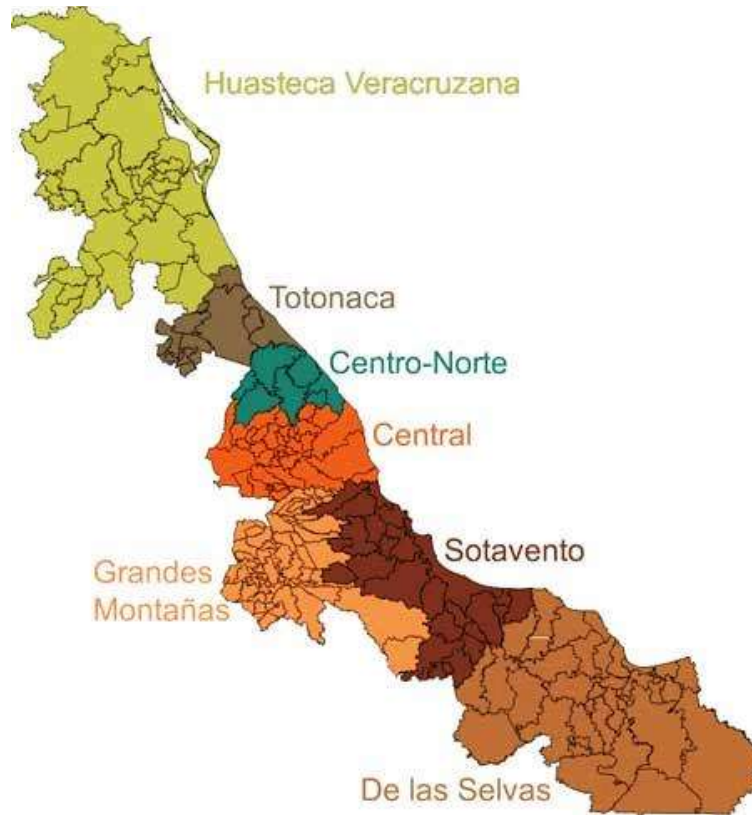 Huasteca Veracruzana
Totonaca
Centro-Norte
Central
Sotavento
Grandes
Montañas
De las Selvas